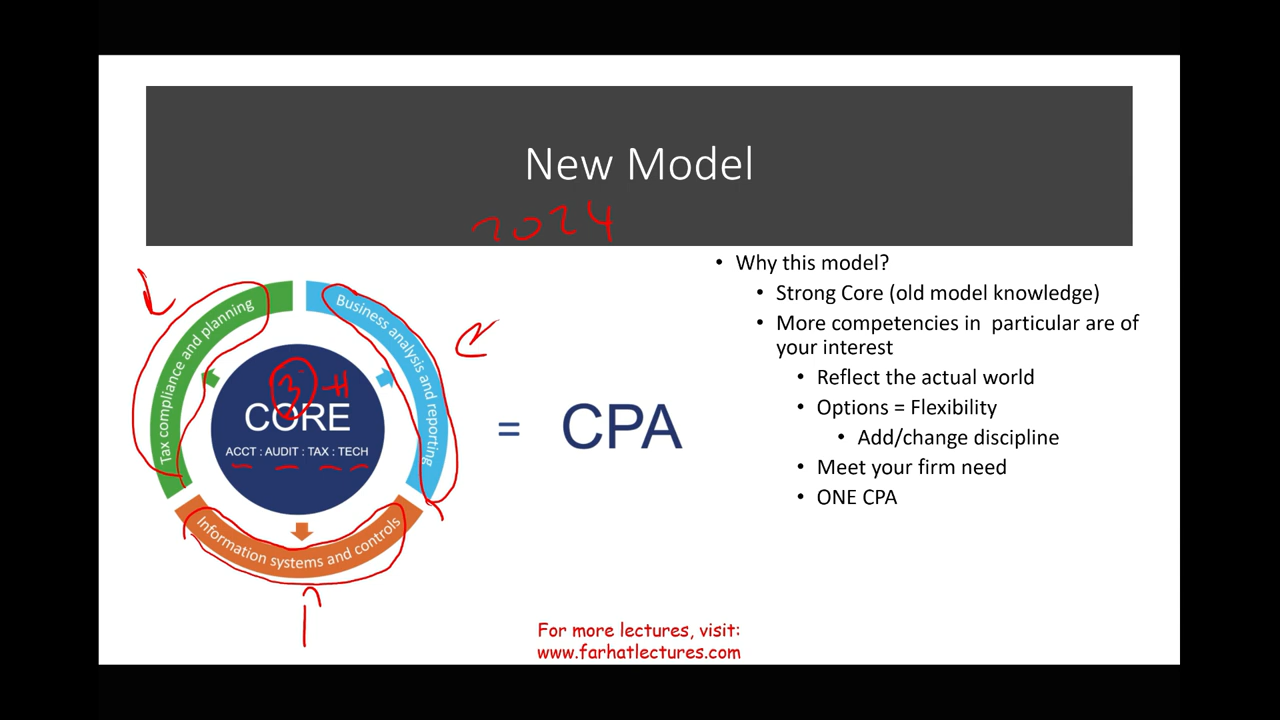 New Model
2024
Tax compliance and planning
Business analysis and reporting
3
CORE
ACCT : AUDIT : TAX : TECH
Information systems and controls
= CPA
• Why this model?
• Strong Core (old model knowledge)
• More competencies in particular are of
your interest
• Reflect the actual world
• Options = Flexibility
• Add/change discipline
• Meet your firm need
• ONE CPA
For more lectures, visit:
www.farhatlectures.com